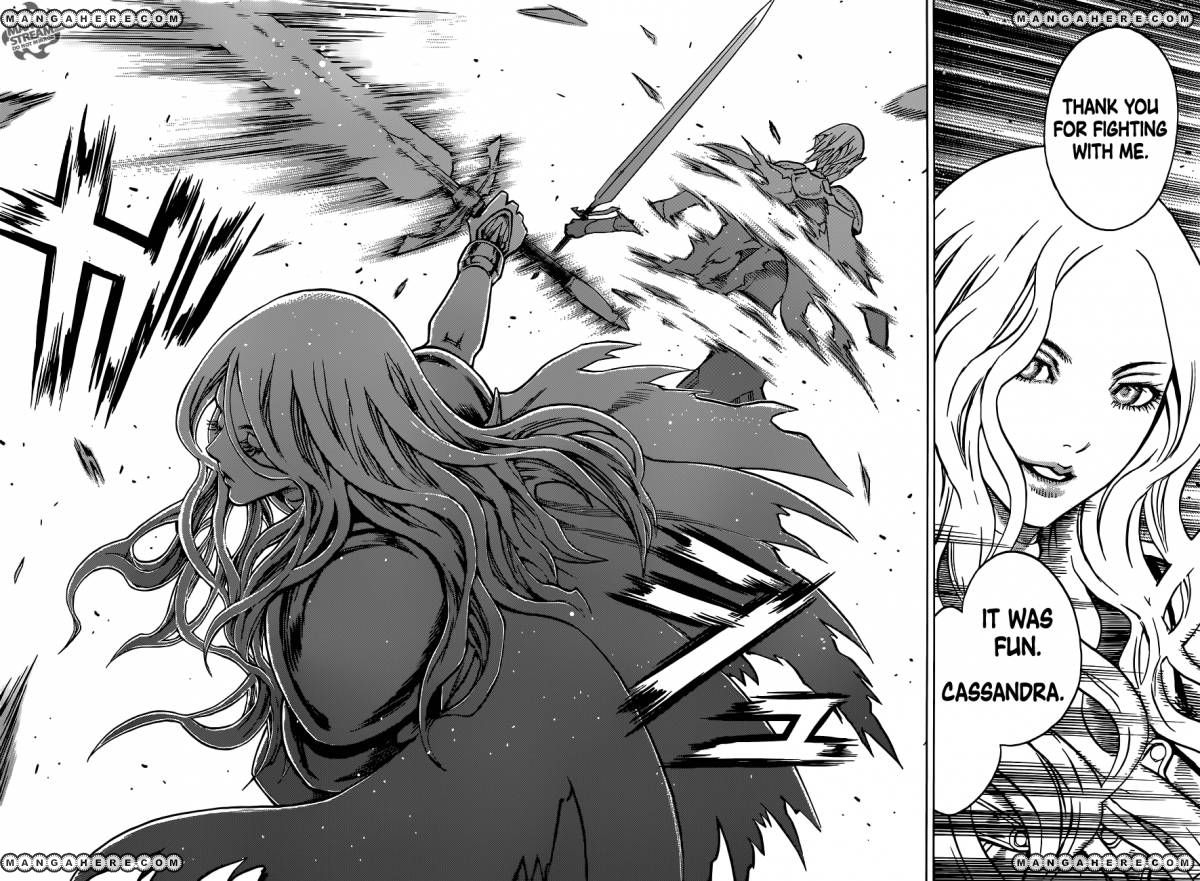 MANGAHERE.COM
MANGAHERE.COM
THANK YOU
FOR FIGHTING
WITH ME.
IT WAS
FUN.
CASSANDRA.
MANGAHERE.COM
MANGAHERE.COM